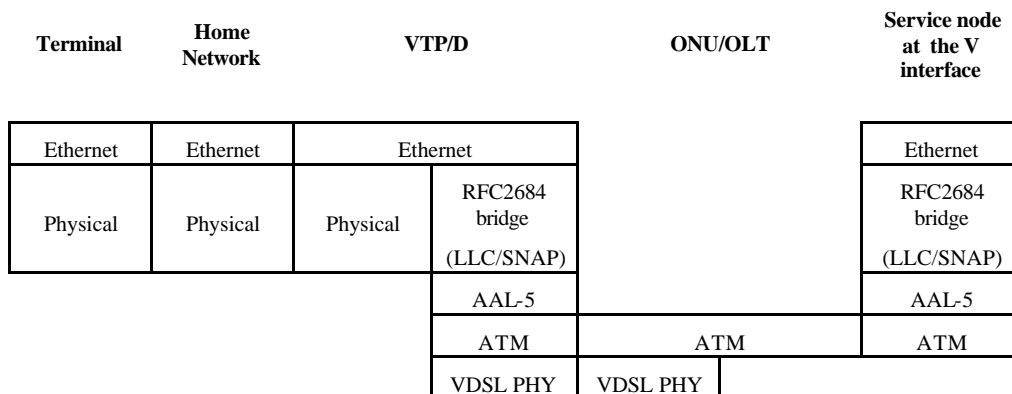 Terminal
Home
Network
VTP/D
ONU/OLT
Service node
at the V
interface
Ethernet
Ethernet
Ethernet
Ethernet
Physical
Physical
Physical
RFC2684
bridge
(LLC/SNAP)
RFC2684
bridge
(LLC/SNAP)
AAL-5
AAL-5
ATM
ATM
ATM
VDSL PHY
VDSL PHY